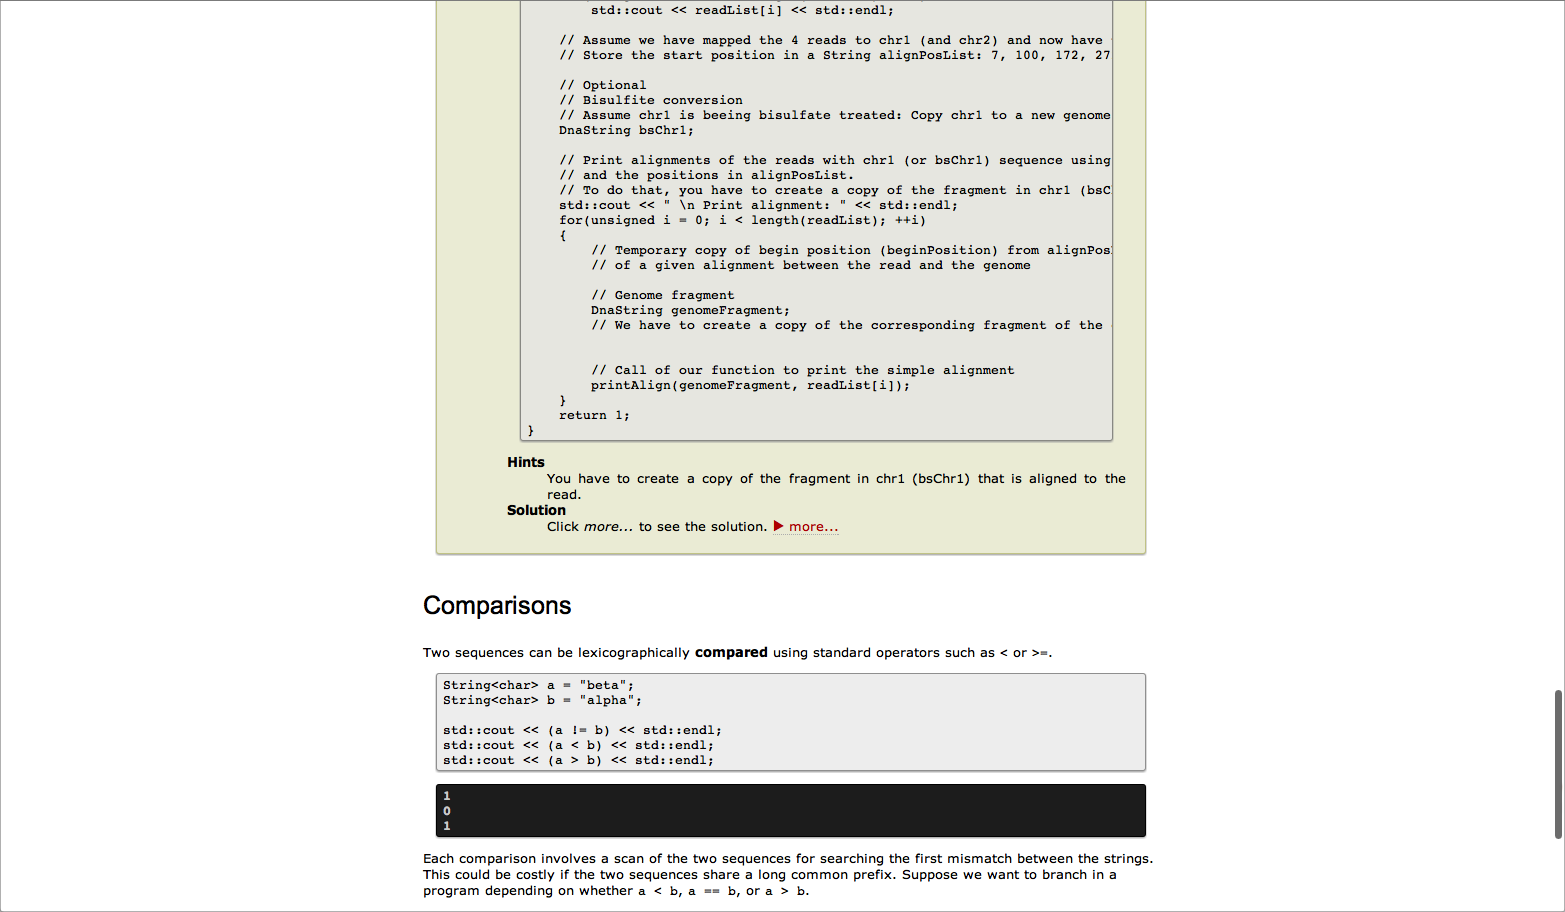 std::cout << readList[i] << std::endl;
// Assume we have mapped the 4 reads to chr1 (and chr2) and now have
// Store the start position in a String alignPosList: 7, 100, 172, 27
// Optional
// Bisulfite conversion
// Assume chr1 is beeing bisulfate treated: Copy chr1 to a new genome
DnaString bsChr1;
// Print alignments of the reads with chr1 (or bsChr1) sequence using
// and the positions in alignPosList.
// To do that, you have to create a copy of the fragment in chr1 (bsC
std::cout << " \n Print alignment: " << std::endl;
for(unsigned i = 0; i < length(readList); ++i)
{
// Temporary copy of begin position (beginPosition) from alignPos
// of a given alignment between the read and the genome
// Genome fragment
DnaString genomeFragment;
// We have to create a copy of the corresponding fragment of the
// Call of our function to print the simple alignment
printAlign(genomeFragment, readList[i]);
}
return 1;
}
Hints
You have to create a copy of the fragment in chr1 (bsChr1) that is aligned to the
read.
Solution
Click more... to see the solution. ▶ more...
Comparisons
Two sequences can be lexicographically compared using standard operators such as < or >=.
String<char> a = "beta";
String<char> b = "alpha";
std::cout << (a != b) << std::endl;
std::cout << (a < b) << std::endl;
std::cout << (a > b) << std::endl;
1
0
1
Each comparison involves a scan of the two sequences for searching the first mismatch between the strings.
This could be costly if the two sequences share a long common prefix. Suppose we want to branch in a
program depending on whether a < b, a == b, or a > b.